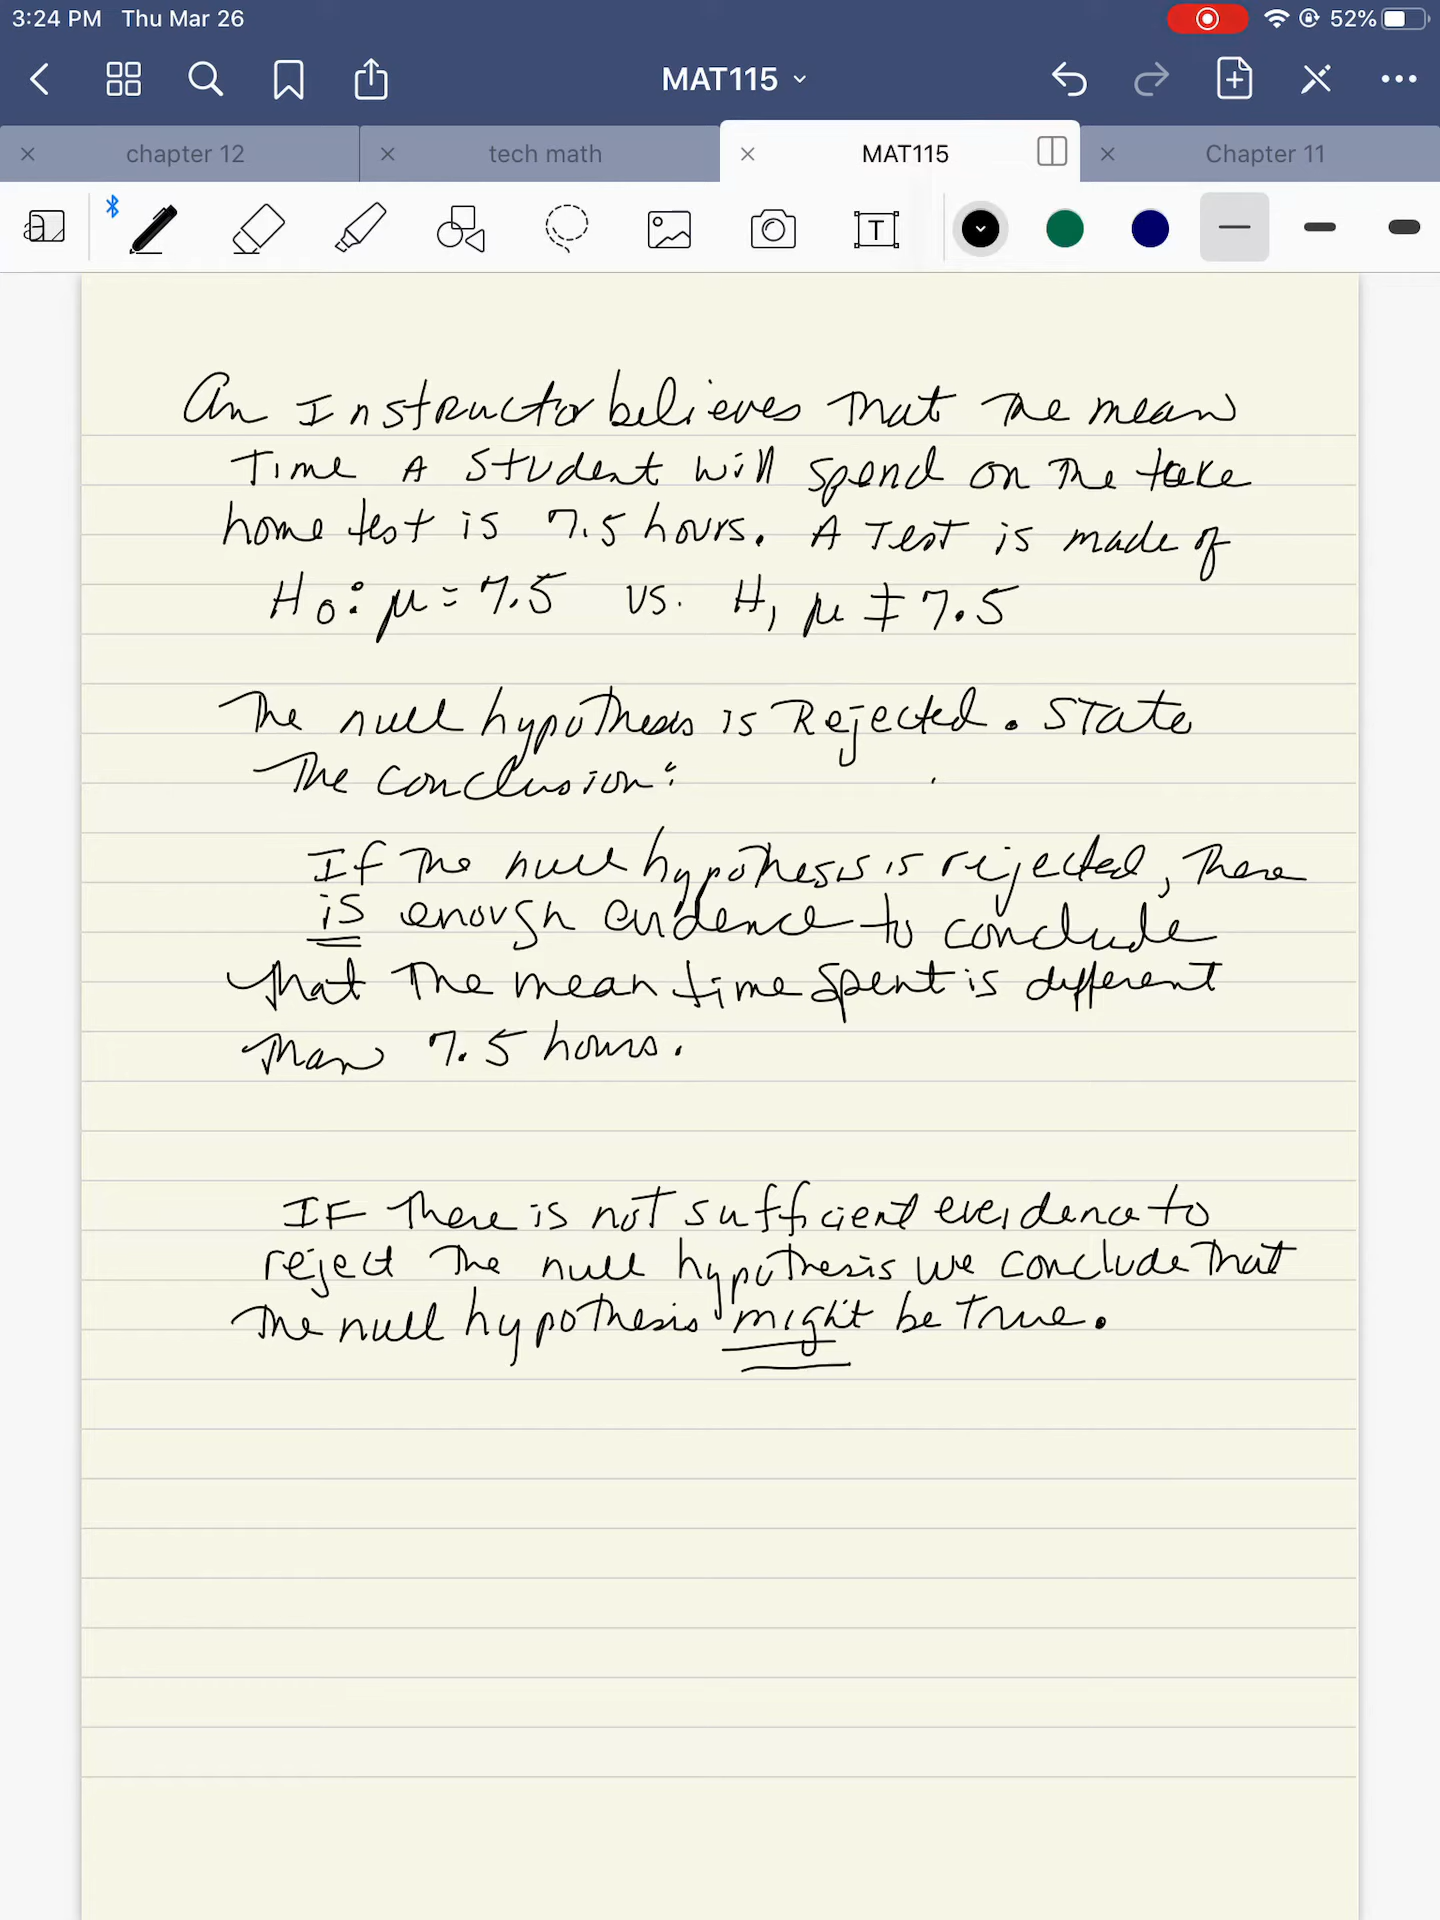 3:24 PM Thu Mar 26
52%
MAT115
chapter 12
tech math
MAT115
Chapter 11
An Instructor believes that the mean
Time A Student will spend on the take
home test is 7.5 hours. A Test is made of
H0: μ = 7.5 vs. H1 μ ≠ 7.5
The null hypothesis is Rejected. State
The conclusion:
If the null hypothesis is rejected, there
is enough evidence to conclude
that the mean time spent is different
than 7.5 hours.
IF there is not sufficient eveidence to
reject the null hypothesis we conclude that
the null hypothesis might be true.